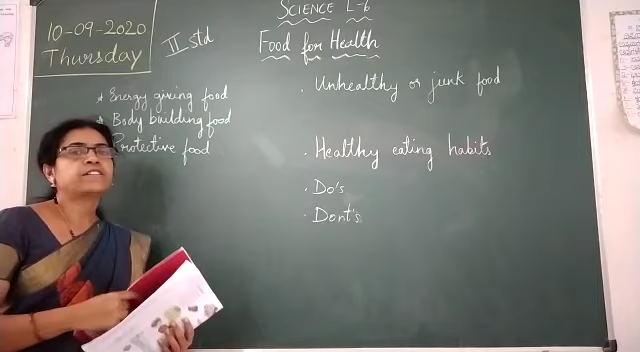 10-09-2020
Thursday
II std
SCIENCE L-6
Food for Health
* Energy giving food
* Body building food
Protective food
. Unhealthy or junk food
. Healthy eating habits
. Do's
. Dont's